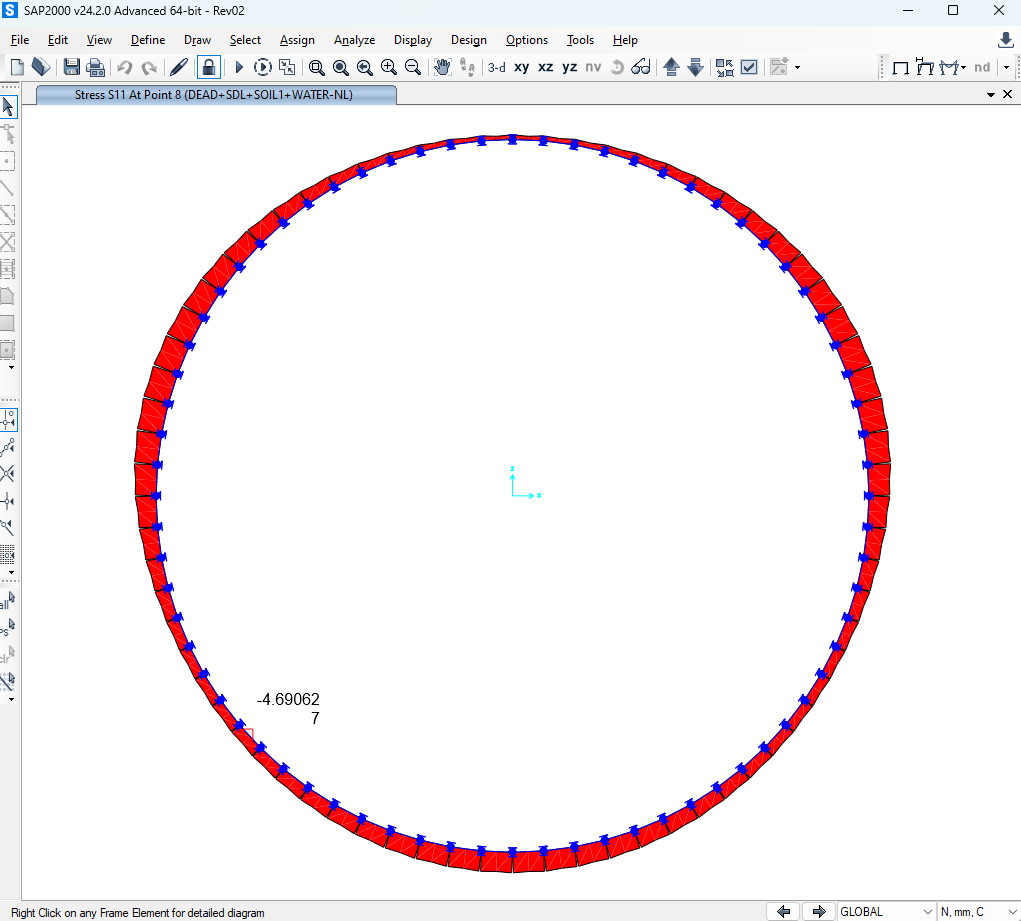 SAP2000 v24.2.0 Advanced 64-bit - Rev02
File Edit View Define Draw Select Assign Analyze Display Design Options Tools Help
3-d xy xz yz nv nd
Stress S11 At Point 8 (DEAD+SDL+SOIL1+WATER-NL)
z
x
all
ps
clr
-4.69062
7
Right Click on any Frame Element for detailed diagram
GLOBAL
N, mm, C